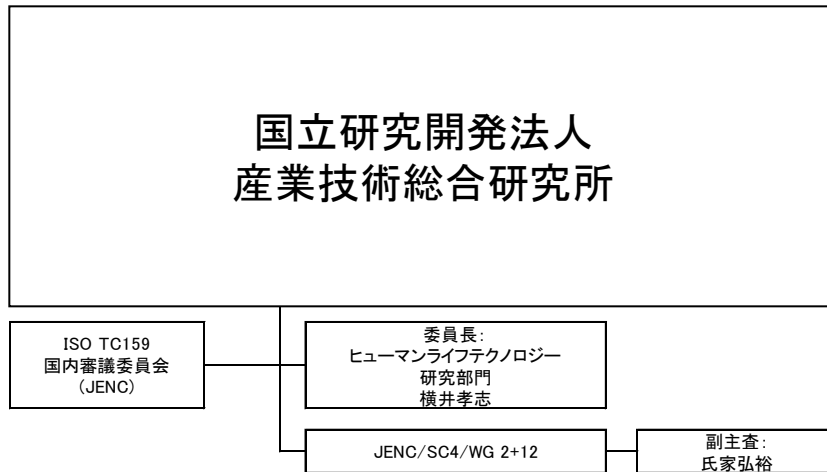 国立研究開発法人
産業技術総合研究所
ISO TC159
国内審議委員会
(JENC)
委員長:
ヒューマンライフテクノロジー
研究部門
横井孝志
JENC/SC4/WG 2+12
副主査:
氏家弘裕